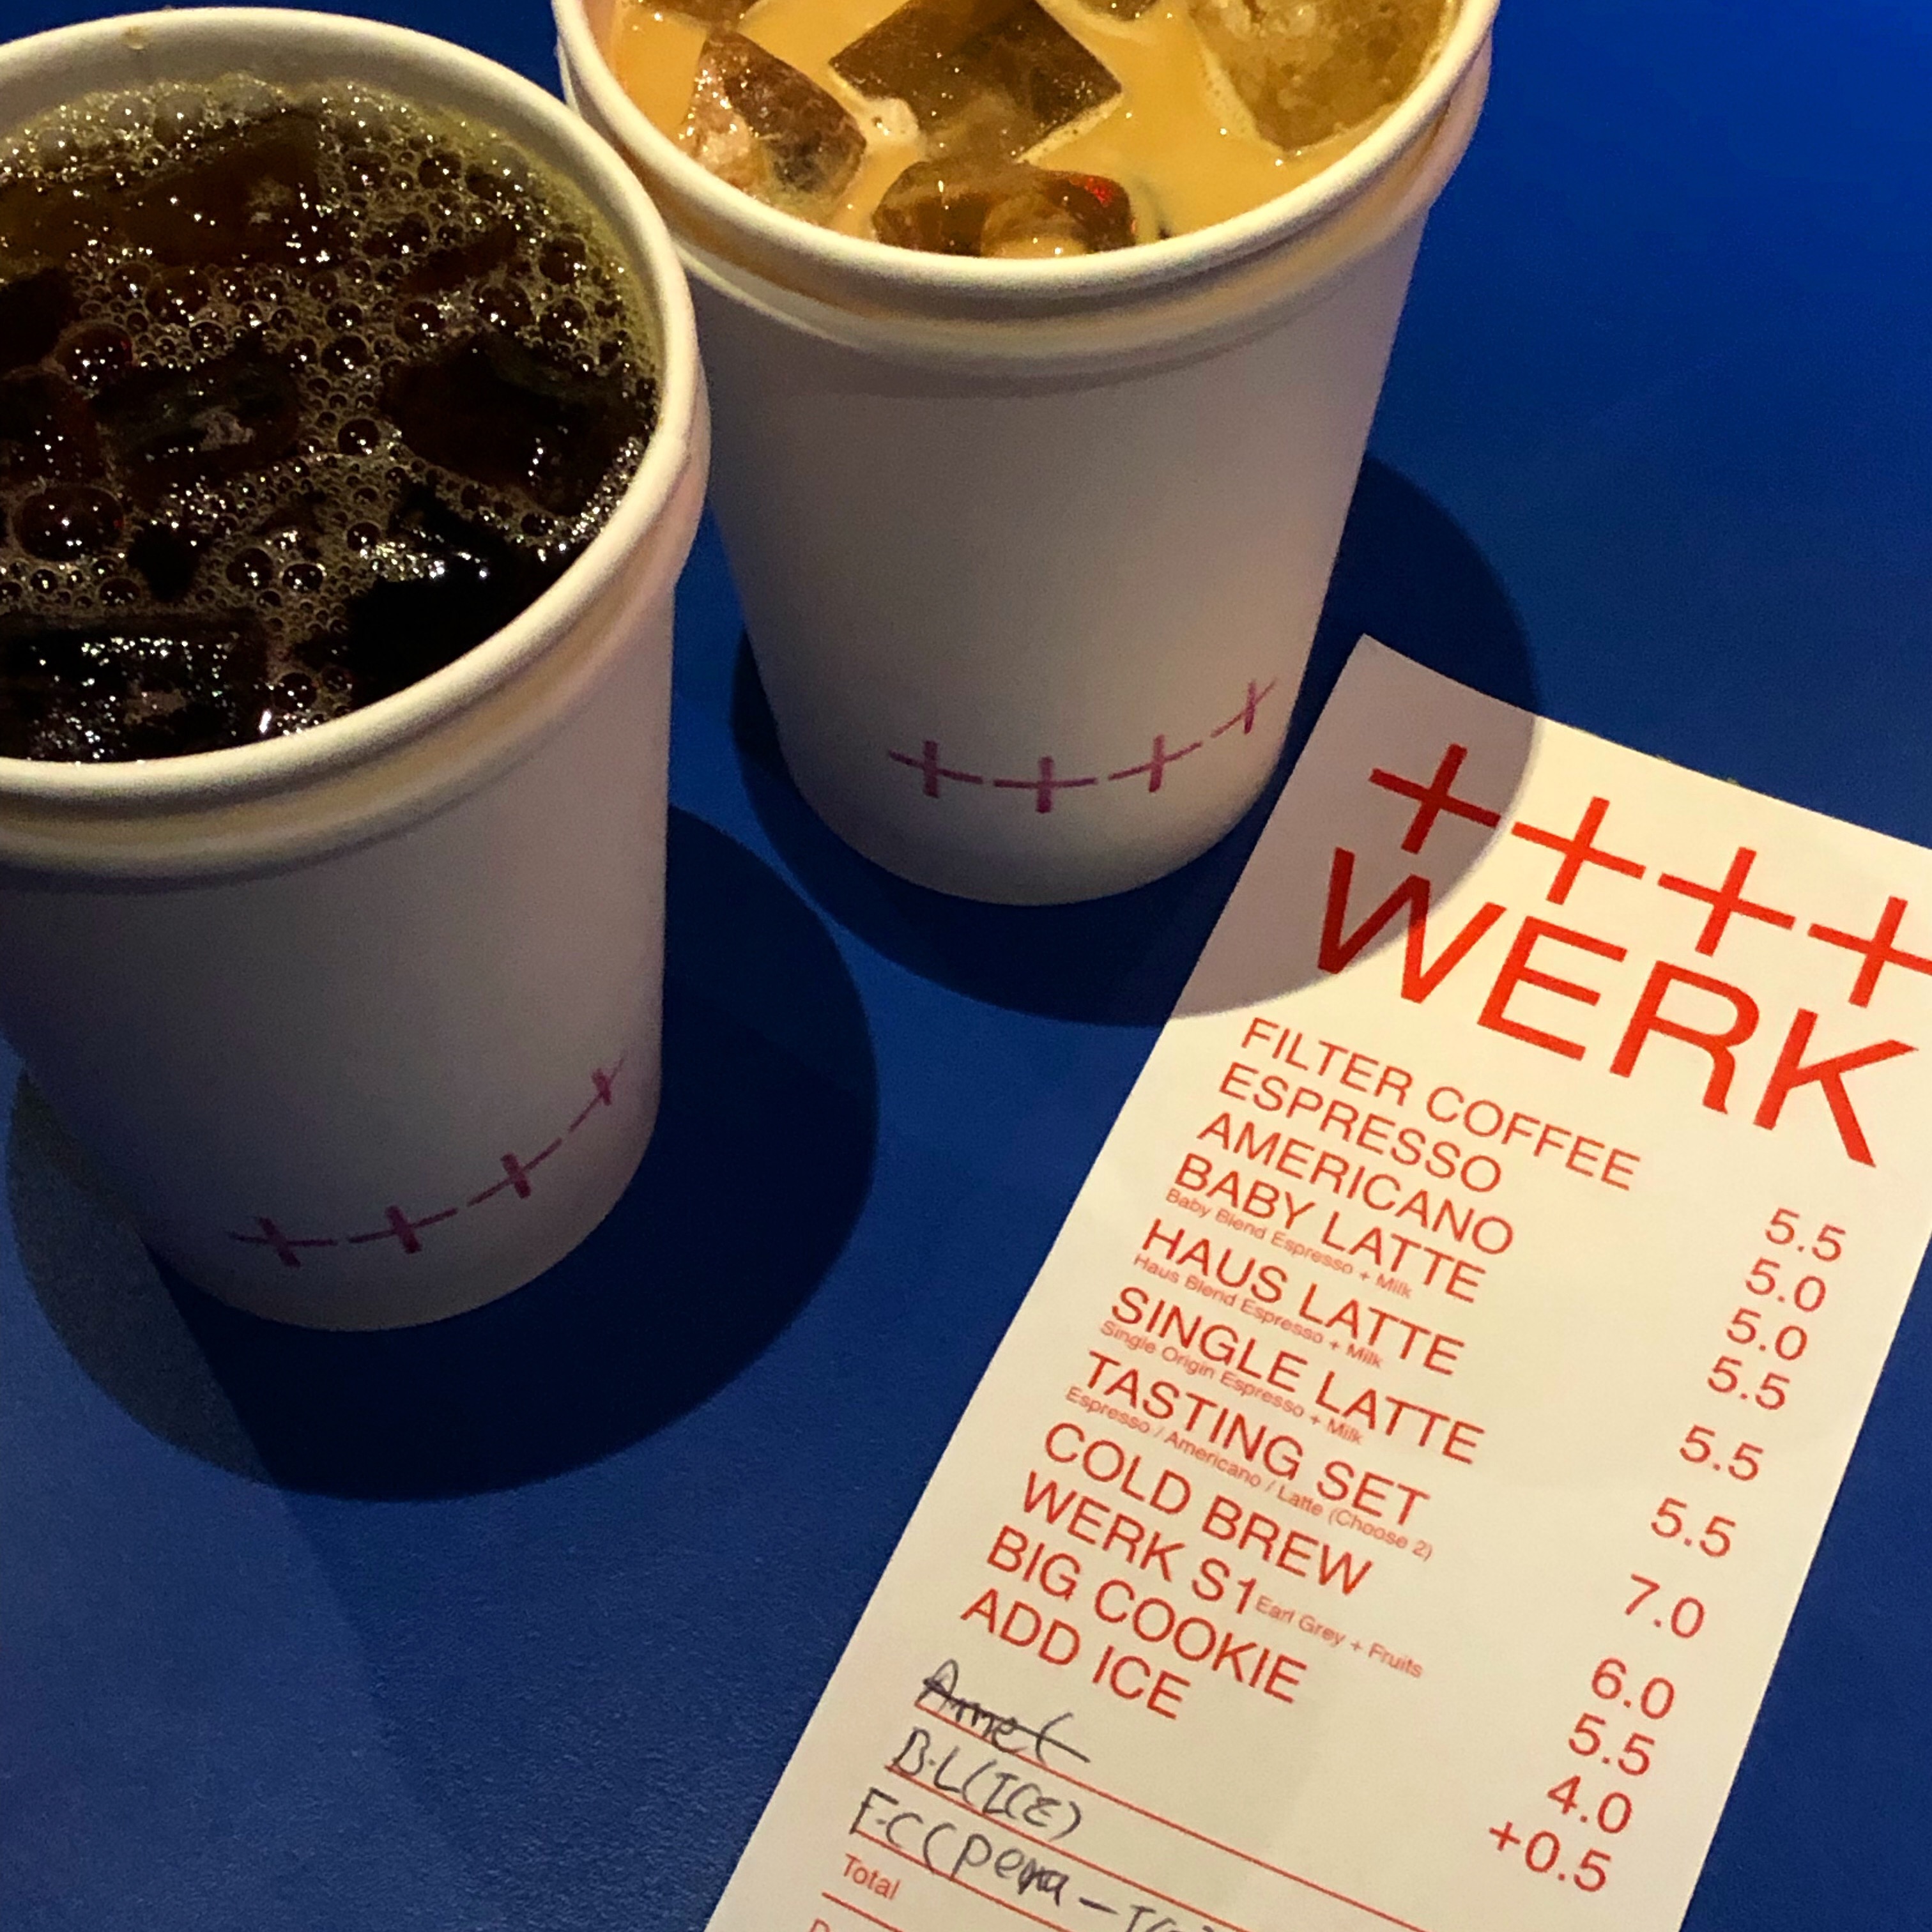 ++++
WERK
FILTER COFFEE 5.5
ESPRESSO 5.0
AMERICANO 5.0
BABY LATTE 5.5
Baby Blend Espresso + Milk
HAUS LATTE 5.5
Haus Blend Espresso + Milk
SINGLE LATTE 5.5
Single Origin Espresso + Milk
TASTING SET 7.0
Espresso / Americano / Latte (Choose 2)
COLD BREW 6.0
WERK S1 Earl Grey + Fruits 5.5
BIG COOKIE 4.0
ADD ICE +0.5
B.L(ICE)
F.C(
Total